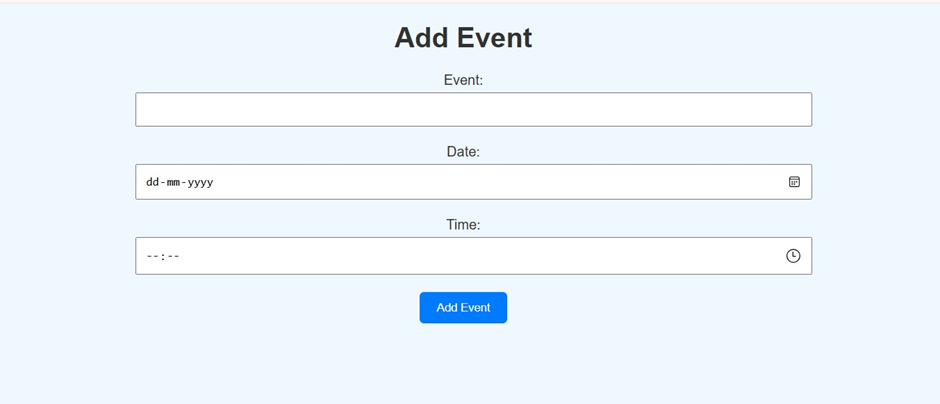 Add Event
Event:
Date:
dd-mm-yyyy
Time:
--:--
Add Event